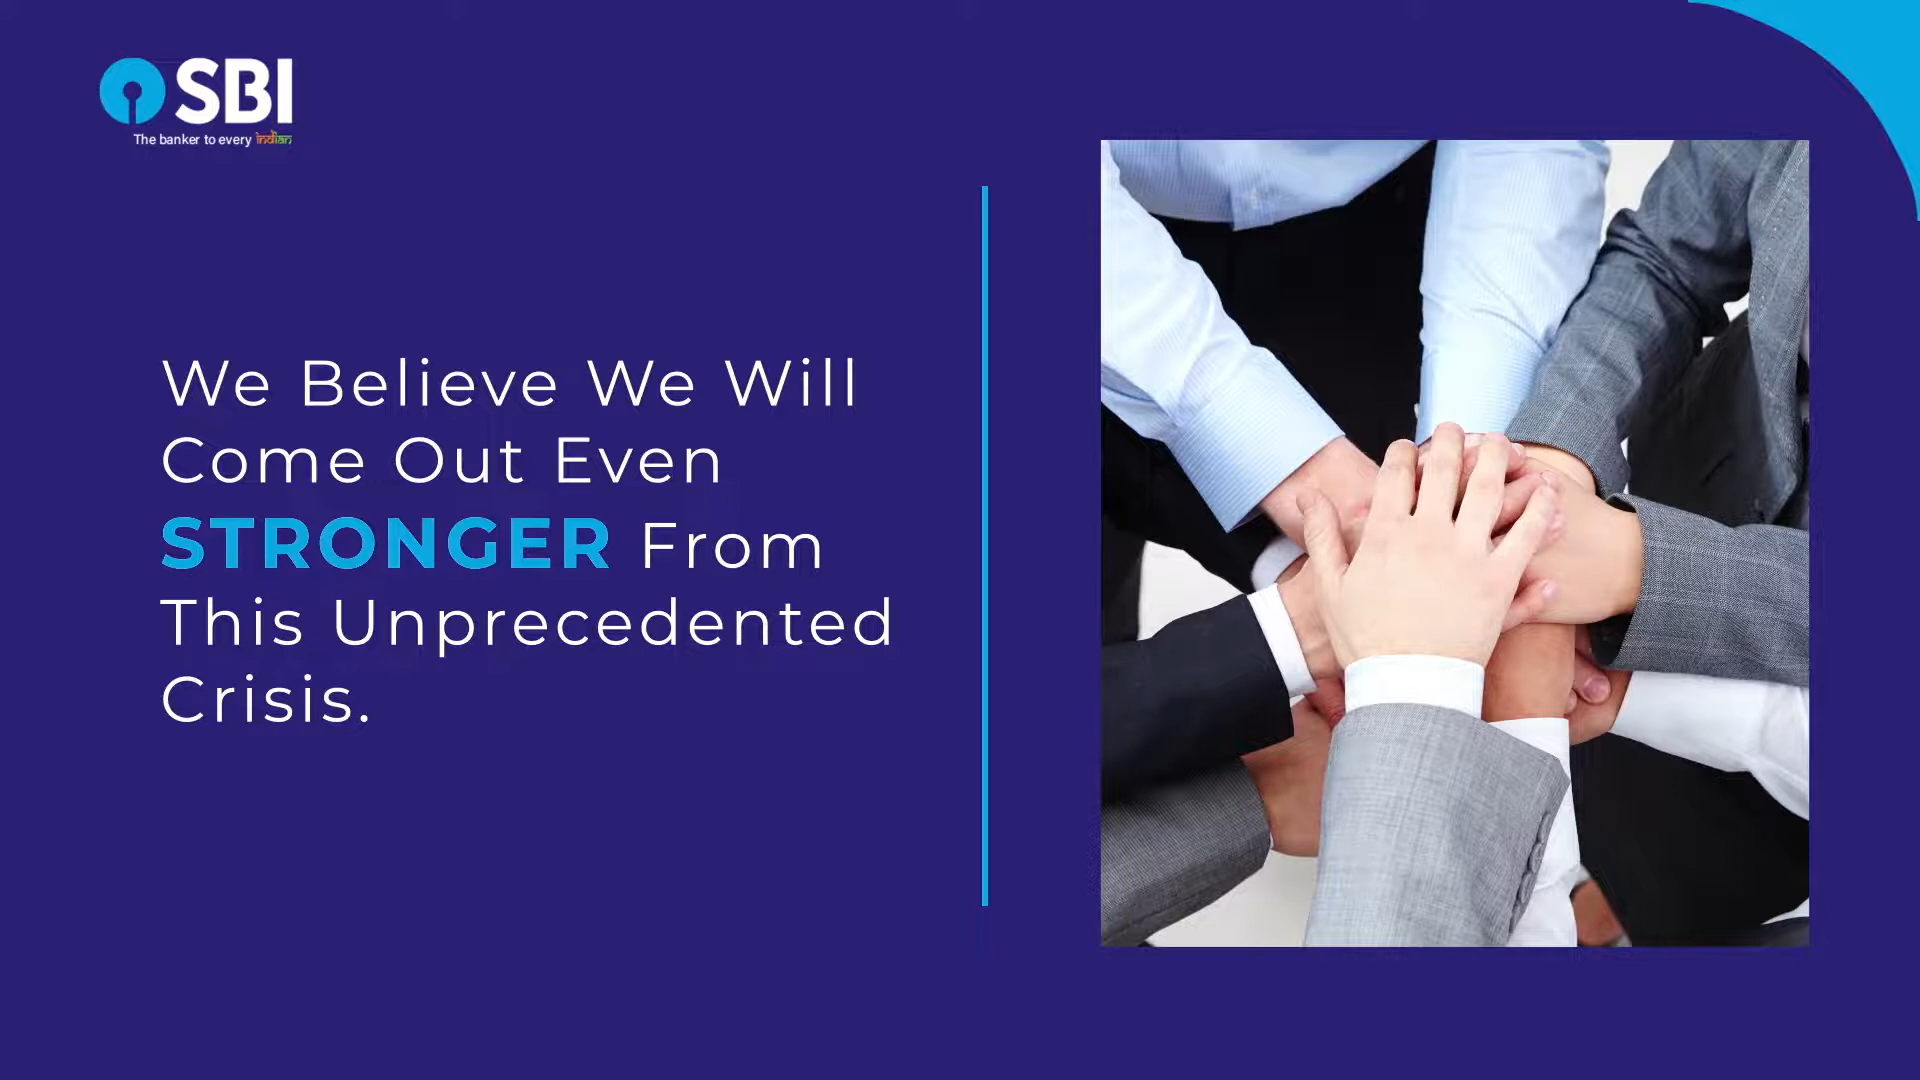 SBI
The banker to every indian
We Believe We Will
Come Out Even
STRONGER From
This Unprecedented
Crisis.